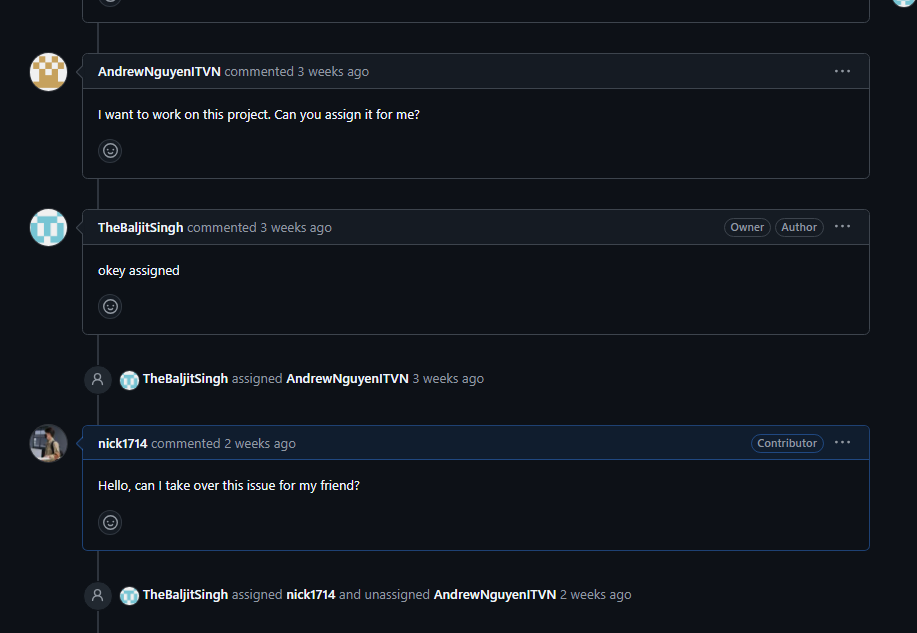 AndrewNguyenITVN commented 3 weeks ago
I want to work on this project. Can you assign it for me?
TheBaljitSingh commented 3 weeks ago Owner Author
okey assigned
TheBaljitSingh assigned AndrewNguyenITVN 3 weeks ago
nick1714 commented 2 weeks ago Contributor
Hello, can I take over this issue for my friend?
TheBaljitSingh assigned nick1714 and unassigned AndrewNguyenITVN 2 weeks ago